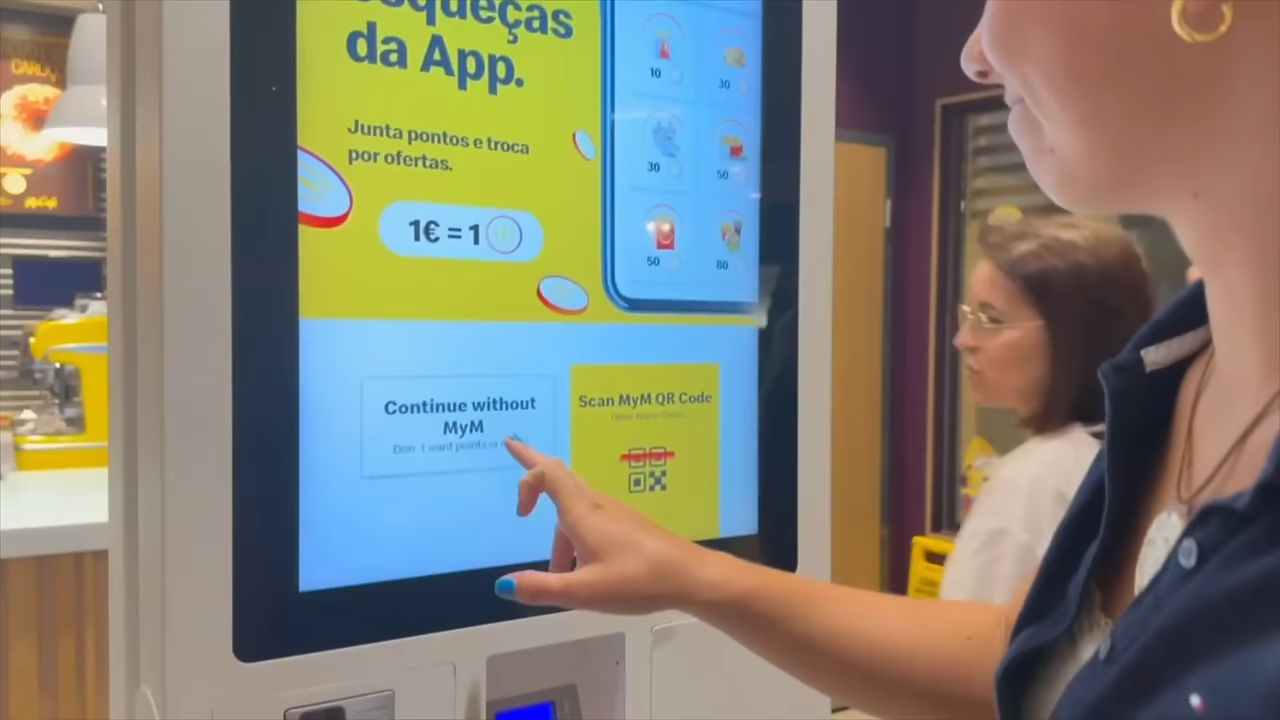 esqueças
da App.
Junta pontos e troca
por ofertas.
1€ = 1
10
30
30
50
50
80
Continue without
MyM
Don't want points or
Scan MyM QR Code